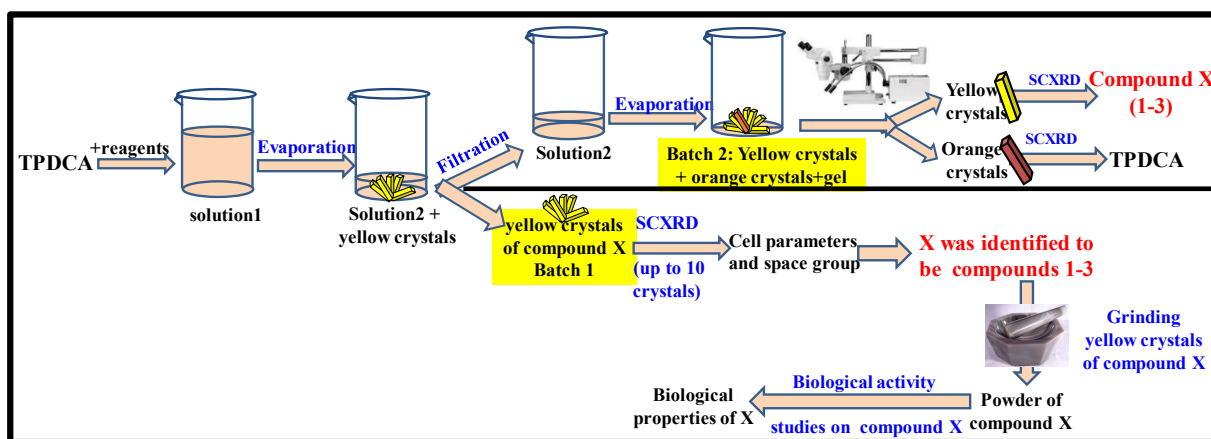 TPDCA
+reagents
solution1
Evaporation
Solution2 +
yellow crystals
Filtration
Solution2
Evaporation
Batch 2: Yellow crystals
+ orange crystals+gel
Yellow
crystals
SCXRD
Compound X
(1-3)
Orange
crystals
SCXRD
TPDCA
yellow crystals
of compound X
Batch 1
SCXRD
(up to 10
crystals)
Cell parameters
and space group
X was identified to
be compounds 1-3
Grinding
yellow crystals
of compound X
Powder of
compound X
Biological activity
studies on compound X
Biological
properties of X